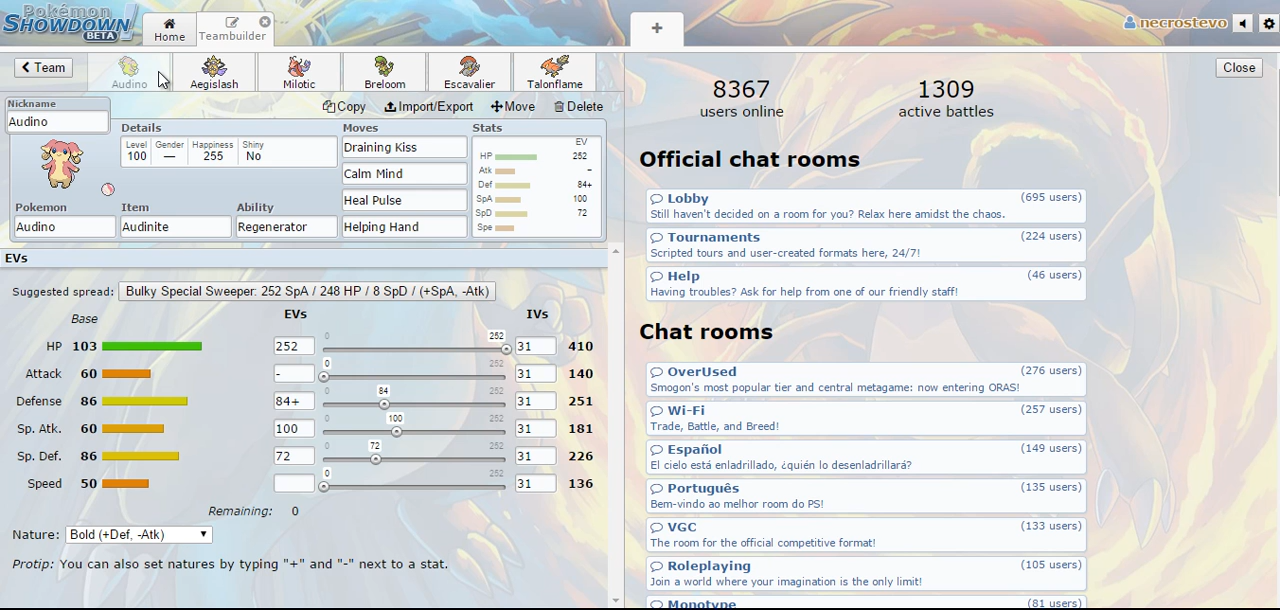 Pokémon
SHOWDOWN!
BETA
Home
Teambuilder
+
necrostevo
Team
Audino
Aegislash
Milotic
Breloom
Escavalier
Talonflame
Close
Copy
Import/Export
Move
Delete
Nickname
Audino
Details
Level
100
Gender
—
Happiness
255
Shiny
No
Pokemon
Audino
Item
Audinite
Ability
Regenerator
Moves
Draining Kiss
Calm Mind
Heal Pulse
Helping Hand
Stats
EV
HP 252
Atk -
Def 84+
SpA 100
SpD 72
Spe
EVs
Suggested spread: Bulky Special Sweeper: 252 SpA / 248 HP / 8 SpD / (+SpA, -Atk)
Base EVs IVs
HP 103 252 0 252 31 410
Attack 60 - 0 252 31 140
Defense 86 84+ 0 84 252 31 251
Sp. Atk. 60 100 0 100 252 31 181
Sp. Def. 86 72 0 72 252 31 226
Speed 50 0 252 31 136
Remaining: 0
Nature: Bold (+Def, -Atk)
Protip: You can also set natures by typing "+" and "-" next to a stat.
8367
users online
1309
active battles
Official chat rooms
Lobby (695 users)
Still haven't decided on a room for you? Relax here amidst the chaos.
Tournaments (224 users)
Scripted tours and user-created formats here, 24/7!
Help (46 users)
Having troubles? Ask for help from one of our friendly staff!
Chat rooms
OverUsed (276 users)
Smogon's most popular tier and central metagame: now entering ORAS!
Wi-Fi (257 users)
Trade, Battle, and Breed!
Español (149 users)
El cielo está enladrillado, ¿quién lo desenladrillará?
Português (135 users)
Bem-vindo ao melhor room do PS!
VGC (133 users)
The room for the official competitive format!
Roleplaying (105 users)
Join a world where your imagination is the only limit!
Monotype (81 users)